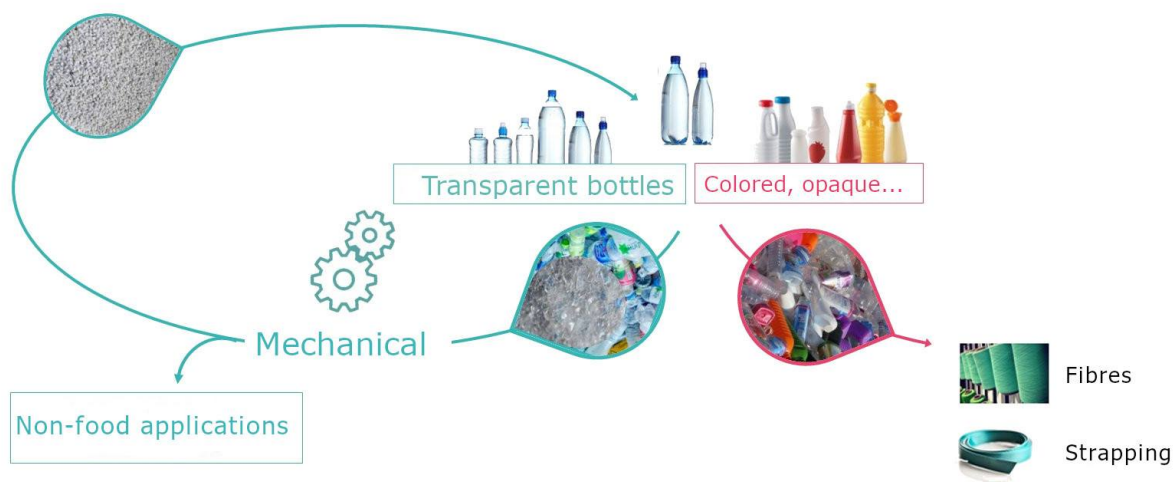 Transparent bottles
Colored, opaque...
Mechanical
Non-food applications
Fibres
Strapping